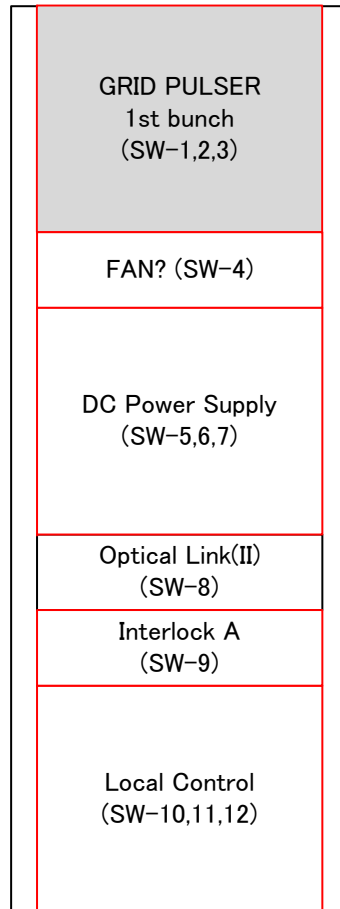 GRID PULSER
1st bunch
(SW-1,2,3)
FAN? (SW-4)
DC Power Supply
(SW-5,6,7)
Optical Link(II)
(SW-8)
Interlock A
(SW-9)
Local Control
(SW-10,11,12)